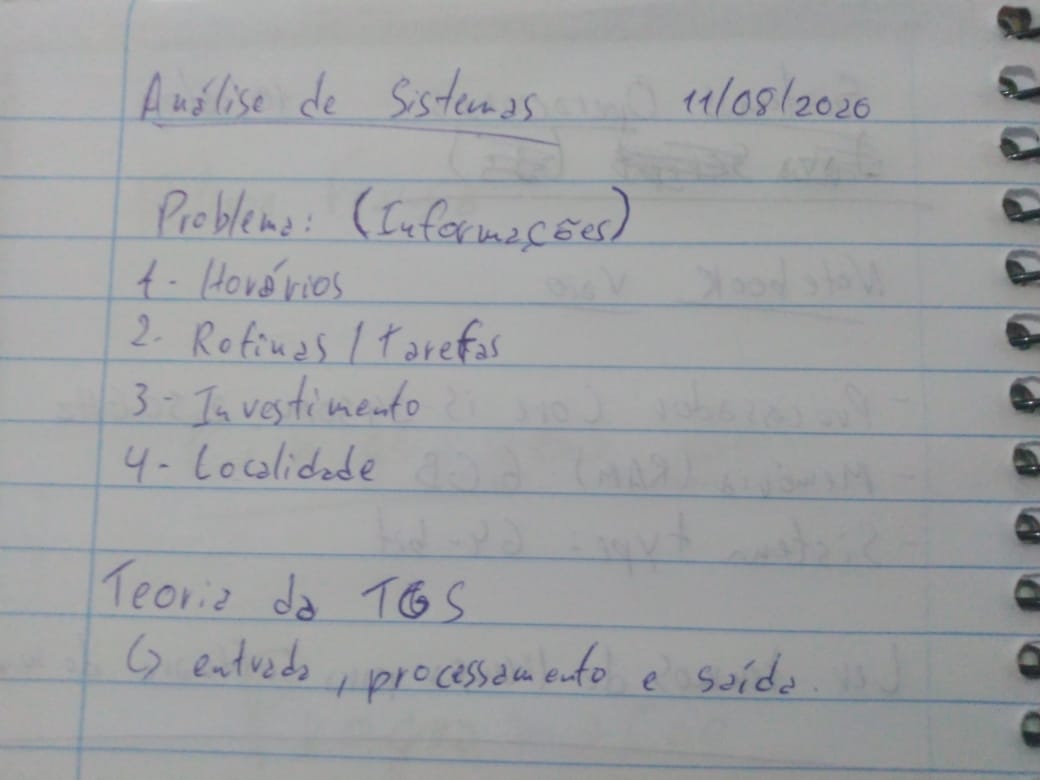 Análise de Sistemas 11/08/2020
Problema: (Informações)
1- Horários
2- Rotinas / tarefas
3- Investimento
4- Localidade
Teoria da TGS
↳ entrada, processamento e saída.